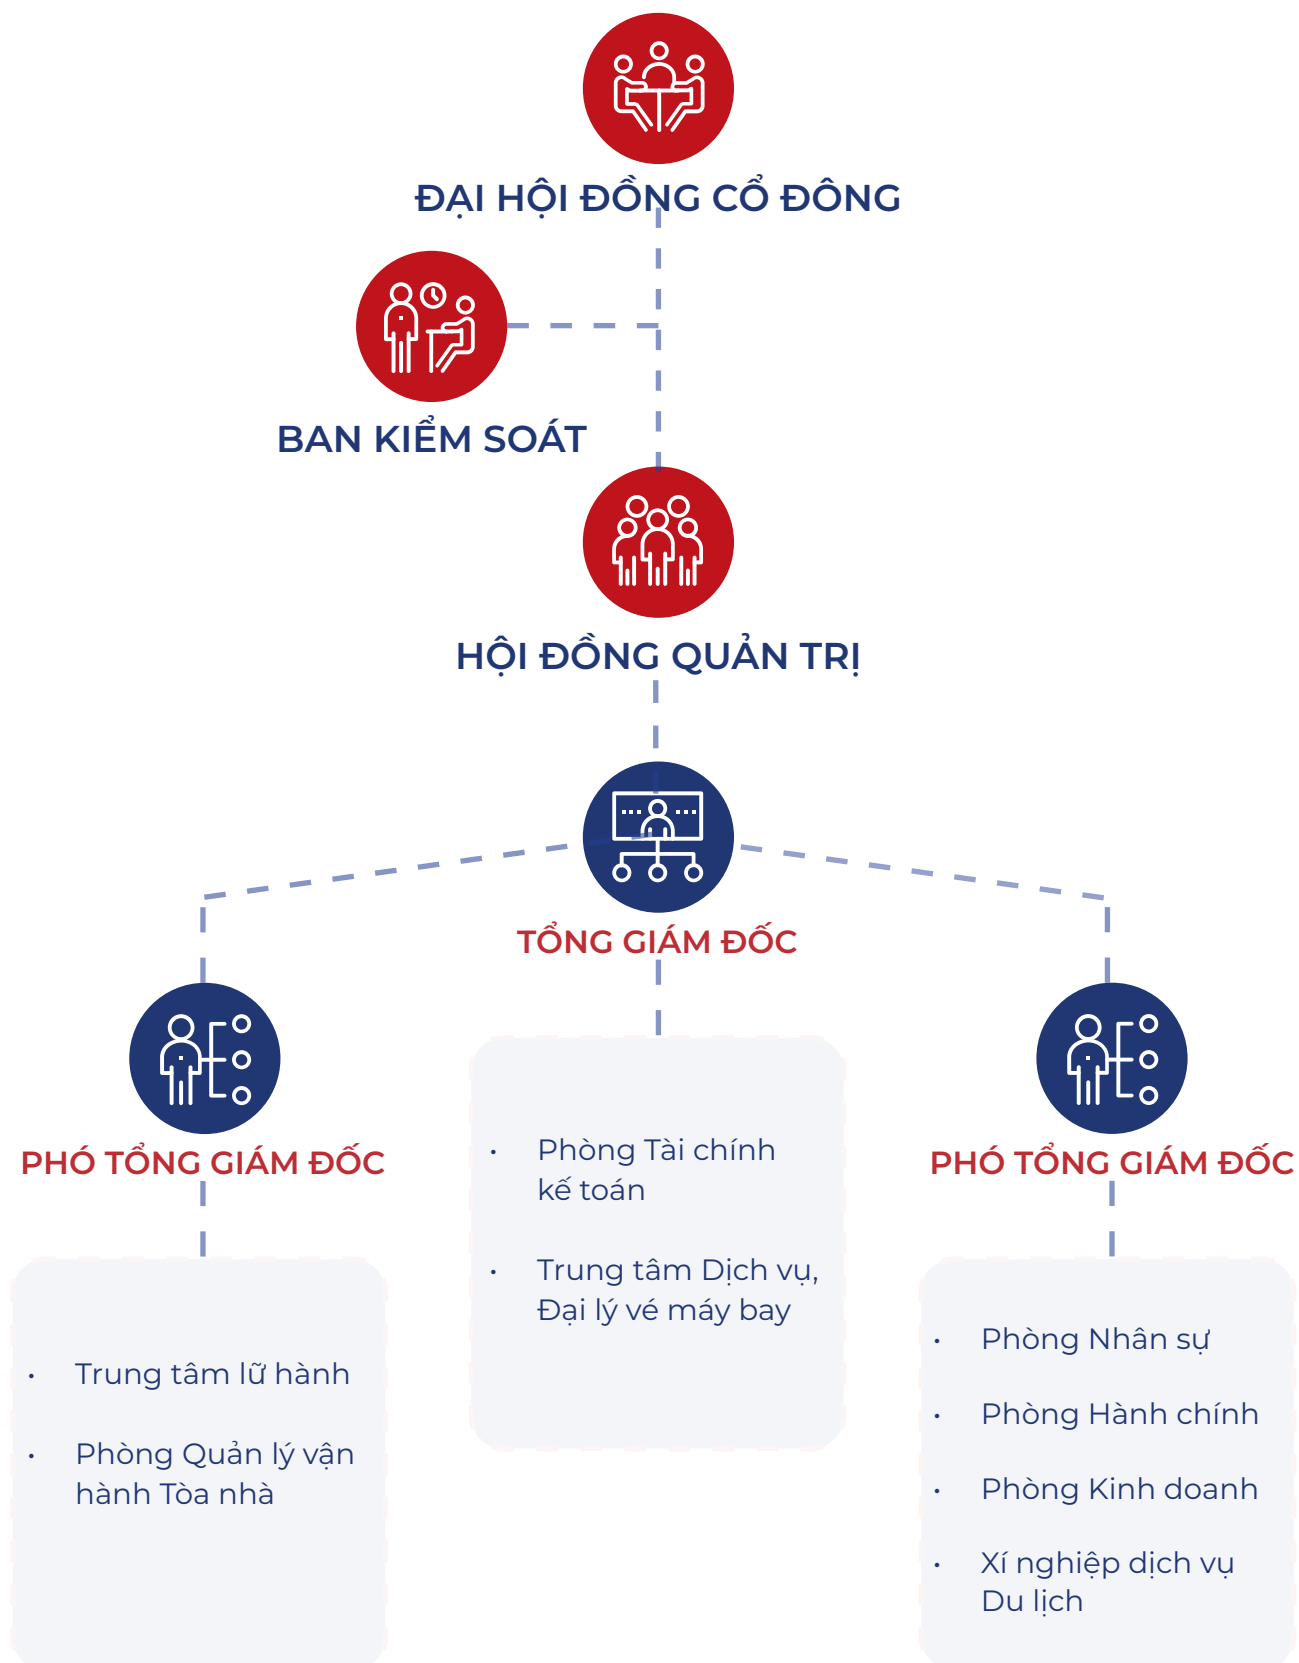 ĐẠI HỘI ĐỒNG CỔ ĐÔNG
BAN KIỂM SOÁT
HỘI ĐỒNG QUẢN TRỊ
TỔNG GIÁM ĐỐC
PHÓ TỔNG GIÁM ĐỐC
• Trung tâm lữ hành
• Phòng Quản lý vận
hành Tòa nhà
• Phòng Tài chính
kế toán
• Trung tâm Dịch vụ,
Đại lý vé máy bay
PHÓ TỔNG GIÁM ĐỐC
• Phòng Nhân sự
• Phòng Hành chính
• Phòng Kinh doanh
• Xí nghiệp dịch vụ
Du lịch